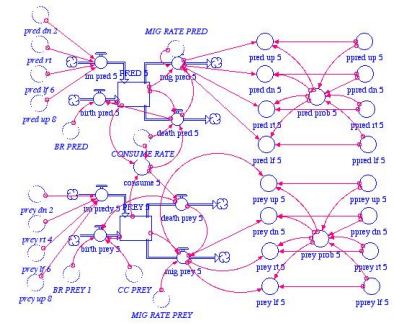 pred dn 2
MIG RATE PRED
pred rt
pred lf 6
pred up 8
im pred 5
PRED 5
mig pred 5
birth pred 5
BR PRED
death pred 5
CONSUME RATE
consume 5
pred up 5
ppred up 5
pred dn 5
ppred dn 5
pred prob 5
pred rt 5
ppred rt 5
pred lf 5
ppred lf 5
prey dn 2
prey rt 4
prey lf 6
prey up 8
im predy 5
PREY 5
death prey 5
birth prey 5
mig prey 5
BR PREY 1
CC PREY
MIG RATE PREY
prey up 5
pprey up 5
prey dn 5
pprey dn 5
prey prob 5
prey rt 5
pprey rt 5
prey lf 5
pprey lf 5